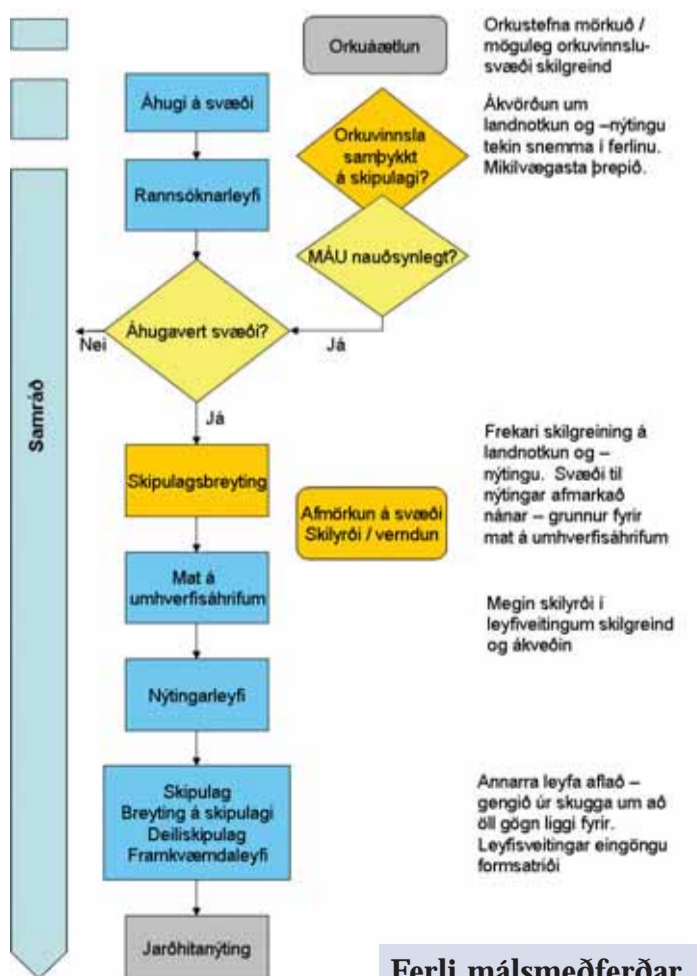 Orkuáætlun
Orkustefna mörkuð /
möguleg orkuvinnslu-
svæði skilgreind
Áhugi á svæði
Orkuvinnsla
samþykkt
á skipulagi?
Ákvörðun um
landnotkun og –nýtingu
tekin snemma í ferlinu.
Mikilvægasta þrepið.
Rannsóknarleyfi
MÁU nauðsynlegt?
Áhugavert svæði?
Nei
Já
Já
Samráð
Skipulagsbreyting
Frekari skilgreining á
landnotkun og –
nýtingu. Svæði til
nýtingar afmarkað
nánar – grunnur fyrir
mat á umhverfisáhrifum
Afmörkun á svæði
Skilyrði / verndun
Mat á
umhverfisáhrifum
Megin skilyrði í
leyfiveitingum skilgreind
og ákveðin
Nýtingarleyfi
Skipulag
Breyting á skipulagi
Deiliskipulag
Framkvæmdaleyfi
Annarra leyfa aflað –
gengið úr skugga um að
öll gögn liggi fyrir.
Leyfisveitingar eingöngu
formsatriði
Jarðhitanýting
Ferli málsmeðferðar